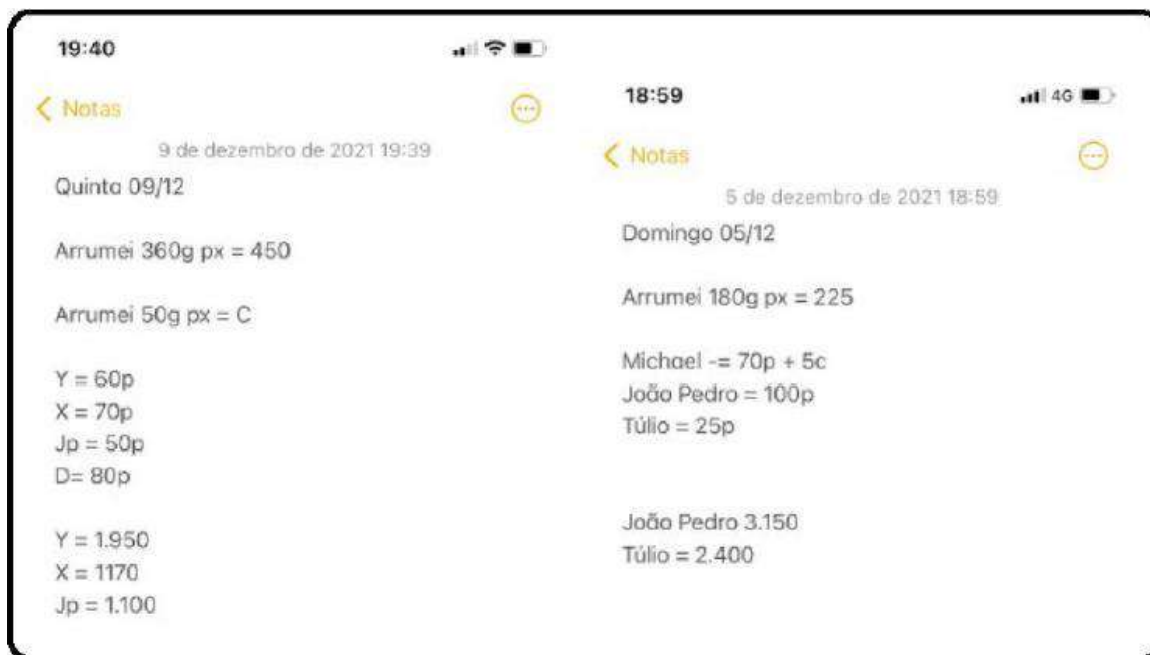 19:40
Notas
9 de dezembro de 2021 19:39
Quinta 09/12
Arrumei 360g px = 450
Arrumei 50g px = C
Y = 60p
X = 70p
Jp = 50p
D= 80p
Y = 1.950
X = 1170
Jp = 1.100
18:59
4G
Notas
5 de dezembro de 2021 18:59
Domingo 05/12
Arrumei 180g px = 225
Michael -= 70p + 5c
João Pedro = 100p
Túlio = 25p
João Pedro 3.150
Túlio = 2.400